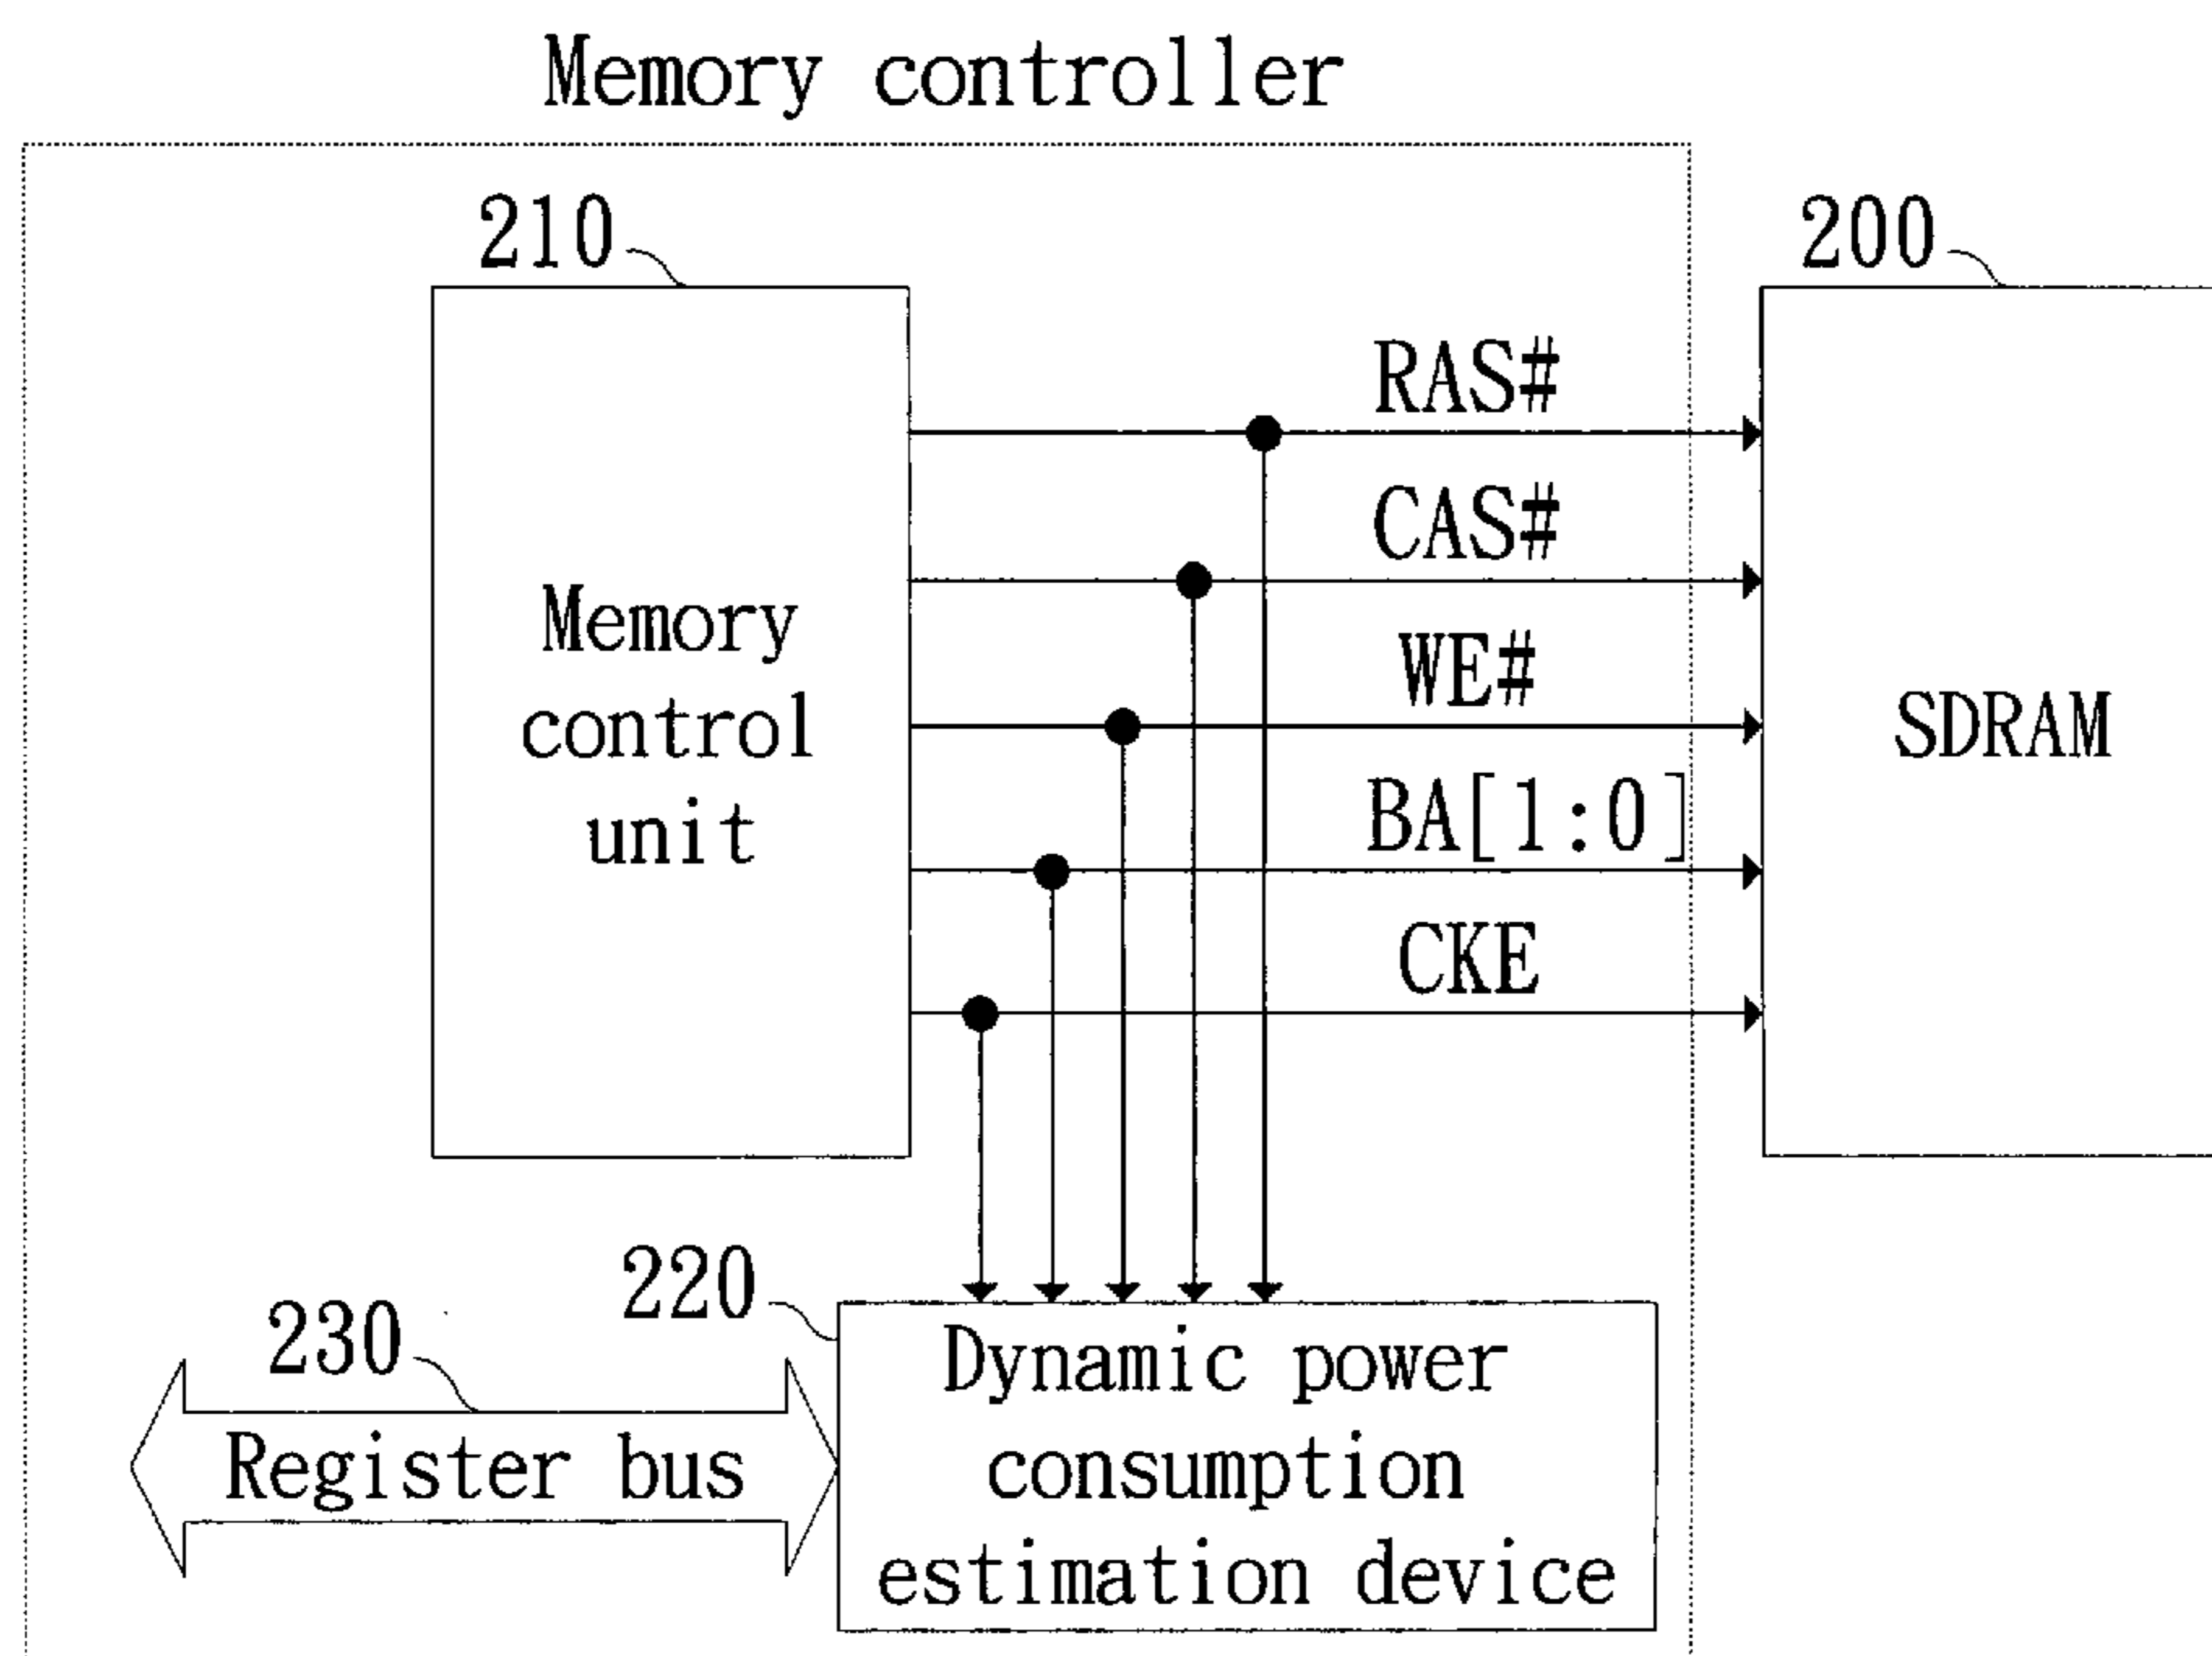 Memory controller
210
200
RAS#
CAS#
WE#
BA[1:0]
CKE
Memory
control
unit
SDRAM
220
230
Dynamic power
consumption
estimation device
Register bus